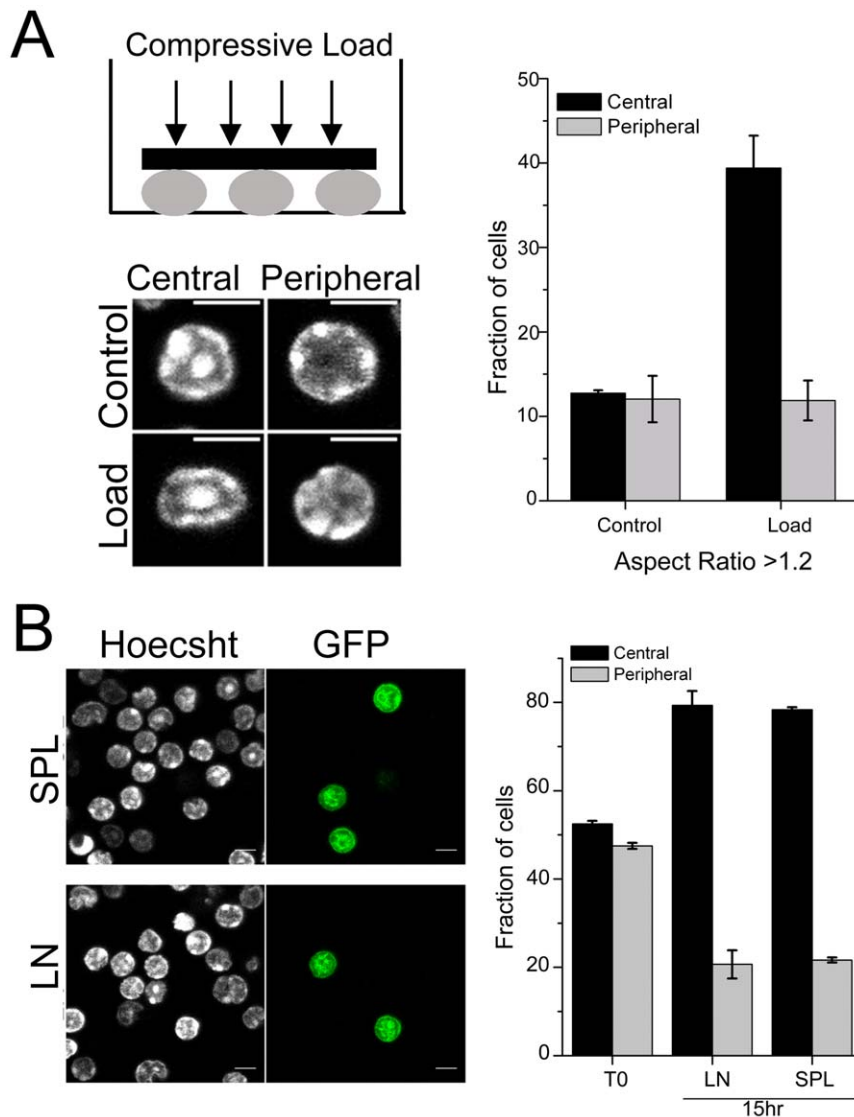 A
Compressive Load
Central Peripheral
Control
Load
50
40
30
20
10
0
Fraction of cells
Central
Peripheral
Control Load
Aspect Ratio >1.2
B
Hoecsht GFP
SPL
LN
80
60
40
20
0
Fraction of cells
Central
Peripheral
T0 LN SPL
15hr